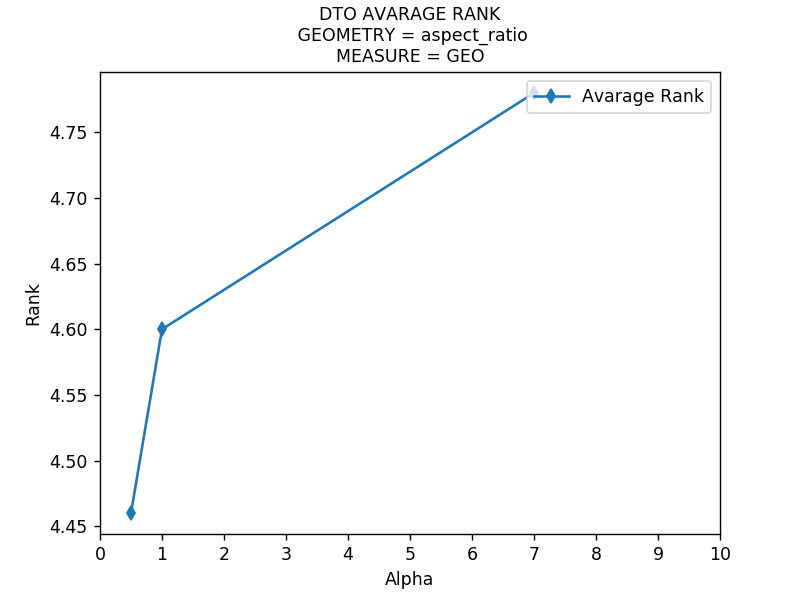 DTO AVARAGE RANK
GEOMETRY = aspect_ratio
MEASURE = GEO
Avarage Rank
4.75
4.70
4.65
4.60
4.55
4.50
4.45
Rank
0 1 2 3 4 5 6 7 8 9 10
Alpha